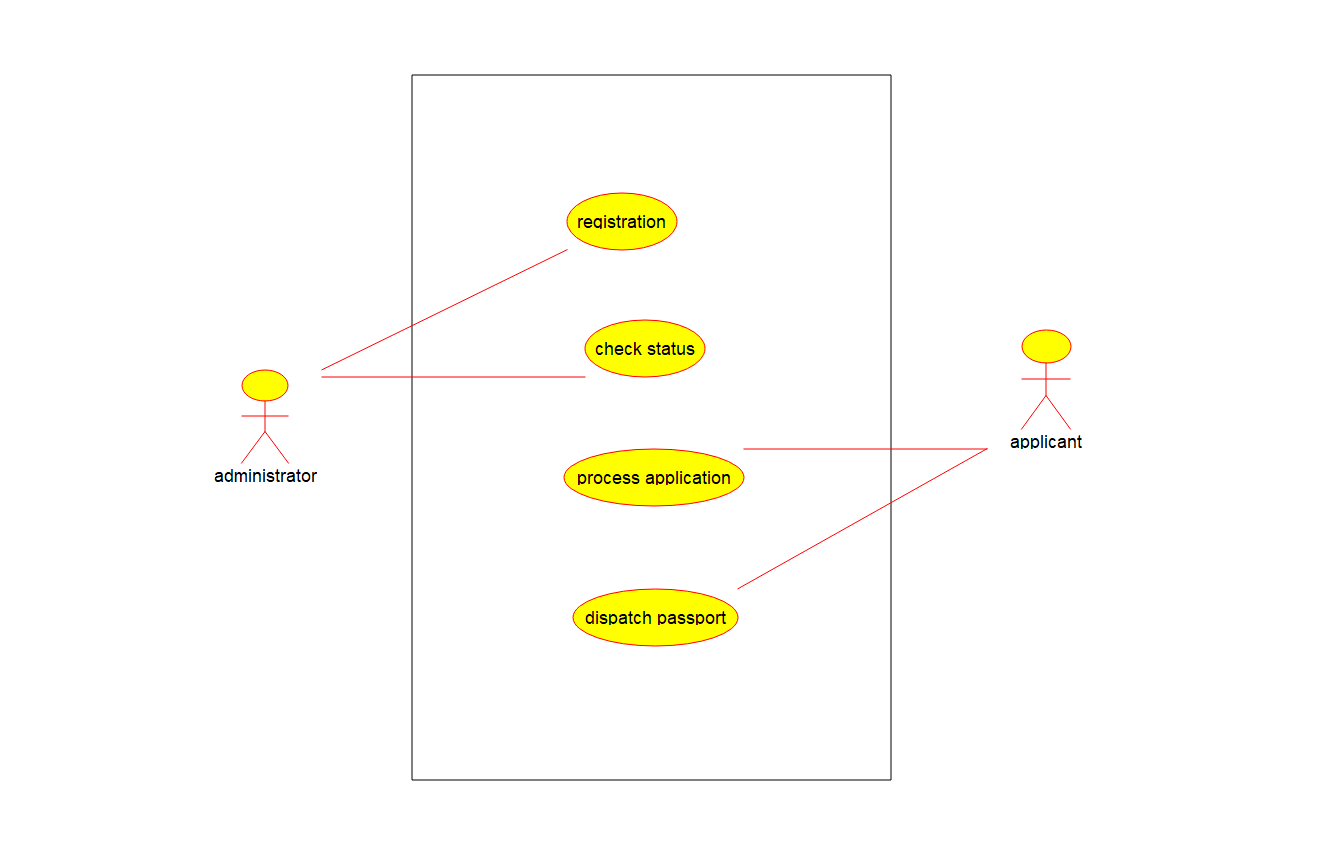 registration
check status
applicant
administrator
process application
dispatch passport